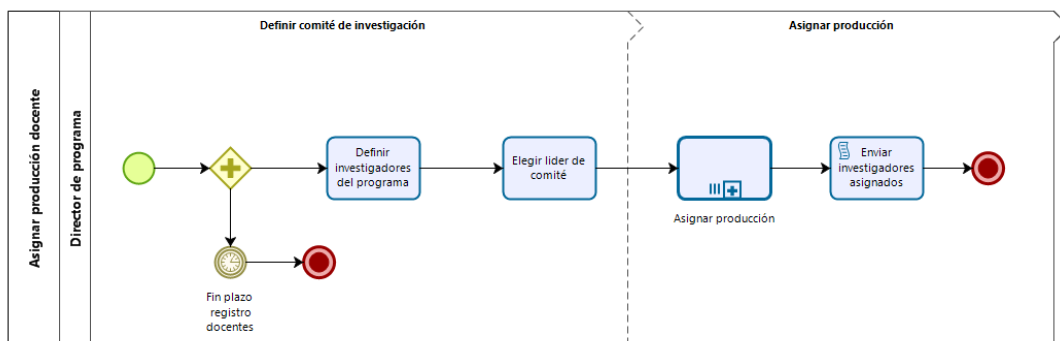 Definir comité de investigación
Asignar producción
Asignar producción docente
Director de programa
Definir
investigadores
del programa
Elegir lider de
comité
Asignar producción
Enviar
investigadores
asignados
Fin plazo
registro
docentes